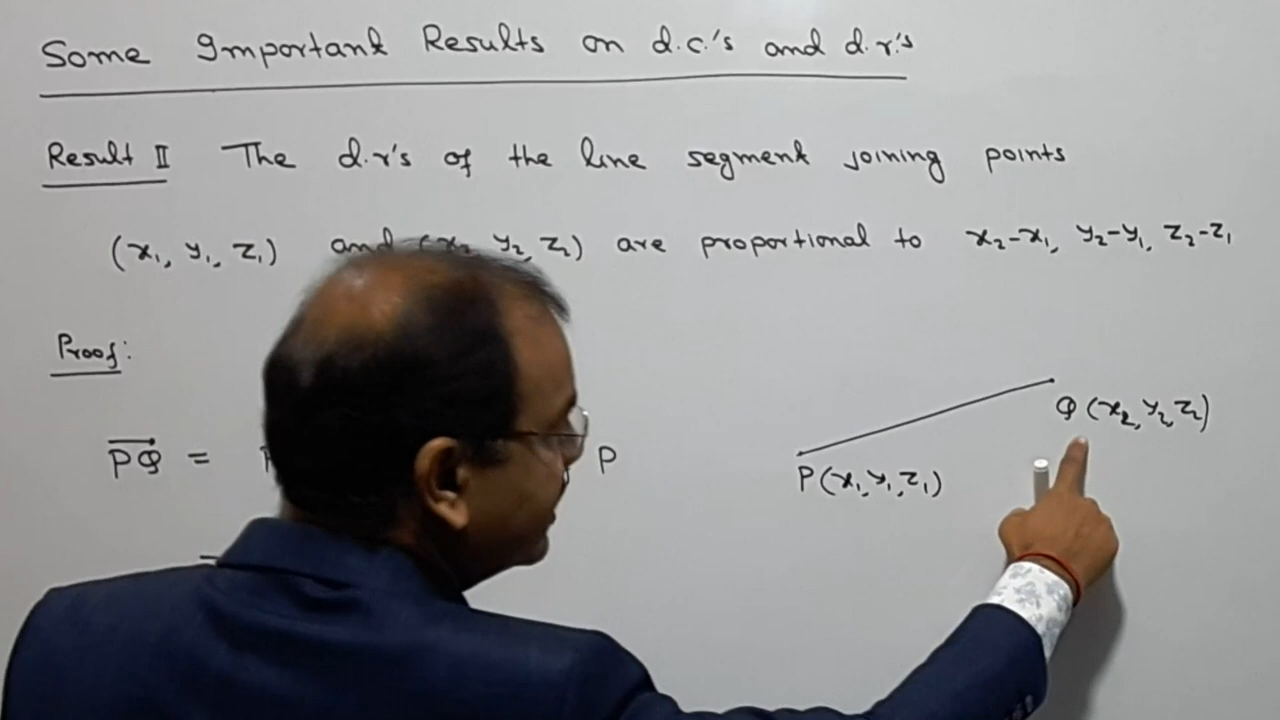 Some Important Results on d.c.'s and d.r.'s
Result II The d.r's of the line segment joining points
(x₁, y₁, z₁) and (x₂, y₂, z₂) are proportional to x₂-x₁, y₂-y₁, z₂-z₁
Proof:
Q (x₂, y₂, z₂)
PQ = P
P(x₁, y₁, z₁)
=